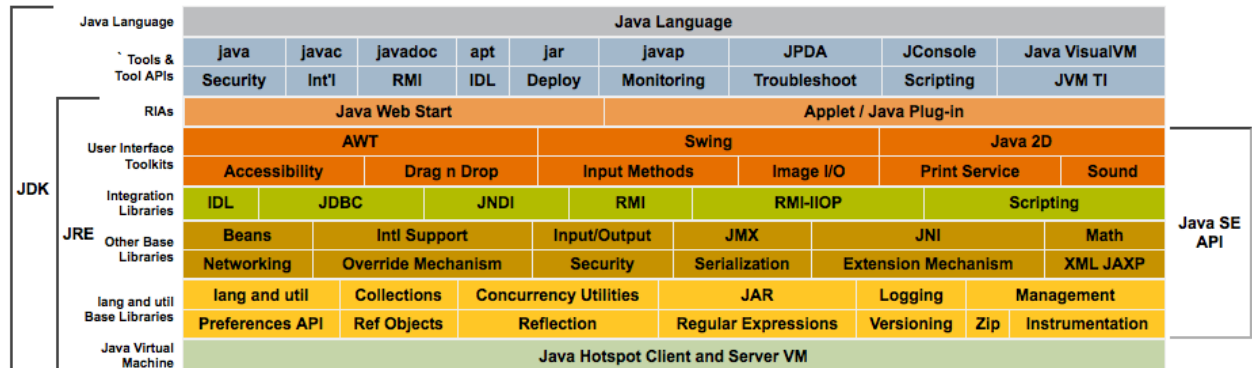 Java Language Java Language
` Tools &
Tool APIs
java javac javadoc apt jar javap JPDA JConsole Java VisualVM
Security Int'l RMI IDL Deploy Monitoring Troubleshoot Scripting JVM TI
RIAs Java Web Start Applet / Java Plug-in
User Interface
Toolkits
AWT Swing Java 2D
Accessibility Drag n Drop Input Methods Image I/O Print Service Sound
JDK
Integration
Libraries
IDL JDBC JNDI RMI RMI-IIOP Scripting
JRE
Other Base
Libraries
Beans Intl Support Input/Output JMX JNI Math
Networking Override Mechanism Security Serialization Extension Mechanism XML JAXP
Java SE
API
lang and util
Base Libraries
lang and util Collections Concurrency Utilities JAR Logging Management
Preferences API Ref Objects Reflection Regular Expressions Versioning Zip Instrumentation
Java Virtual
Machine
Java Hotspot Client and Server VM